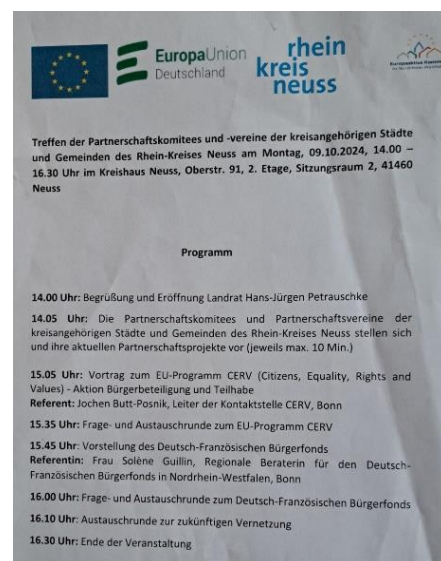 EuropaUnion
Deutschland
rhein
kreis
neuss
Treffen der Partnerschaftskomitees und -vereine der kreisangehörigen Städte
und Gemeinden des Rhein-Kreises Neuss am Montag, 09.10.2024, 14.00 –
16.30 Uhr im Kreishaus Neuss, Oberstr. 91, 2. Etage, Sitzungsraum 2, 41460
Neuss
Programm
14.00 Uhr: Begrüßung und Eröffnung Landrat Hans-Jürgen Petrauschke
14.05 Uhr: Die Partnerschaftskomitees und Partnerschaftsvereine der
kreisangehörigen Städte und Gemeinden des Rhein-Kreises Neuss stellen sich
und ihre aktuellen Partnerschaftsprojekte vor (jeweils max. 10 Min.)
15.05 Uhr: Vortrag zum EU-Programm CERV (Citizens, Equality, Rights and
Values) - Aktion Bürgerbeteiligung und Teilhabe
Referent: Jochen Butt-Posnik, Leiter der Kontaktstelle CERV, Bonn
15.35 Uhr: Frage- und Austauschrunde zum EU-Programm CERV
15.45 Uhr: Vorstellung des Deutsch-Französischen Bürgerfonds
Referentin: Frau Solène Guillin, Regionale Beraterin für den Deutsch-
Französischen Bürgerfonds in Nordrhein-Westfalen, Bonn
16.00 Uhr: Frage- und Austauschrunde zum Deutsch-Französischen Bürgerfonds
16.10 Uhr: Austauschrunde zur zukünftigen Vernetzung
16.30 Uhr: Ende der Veranstaltung